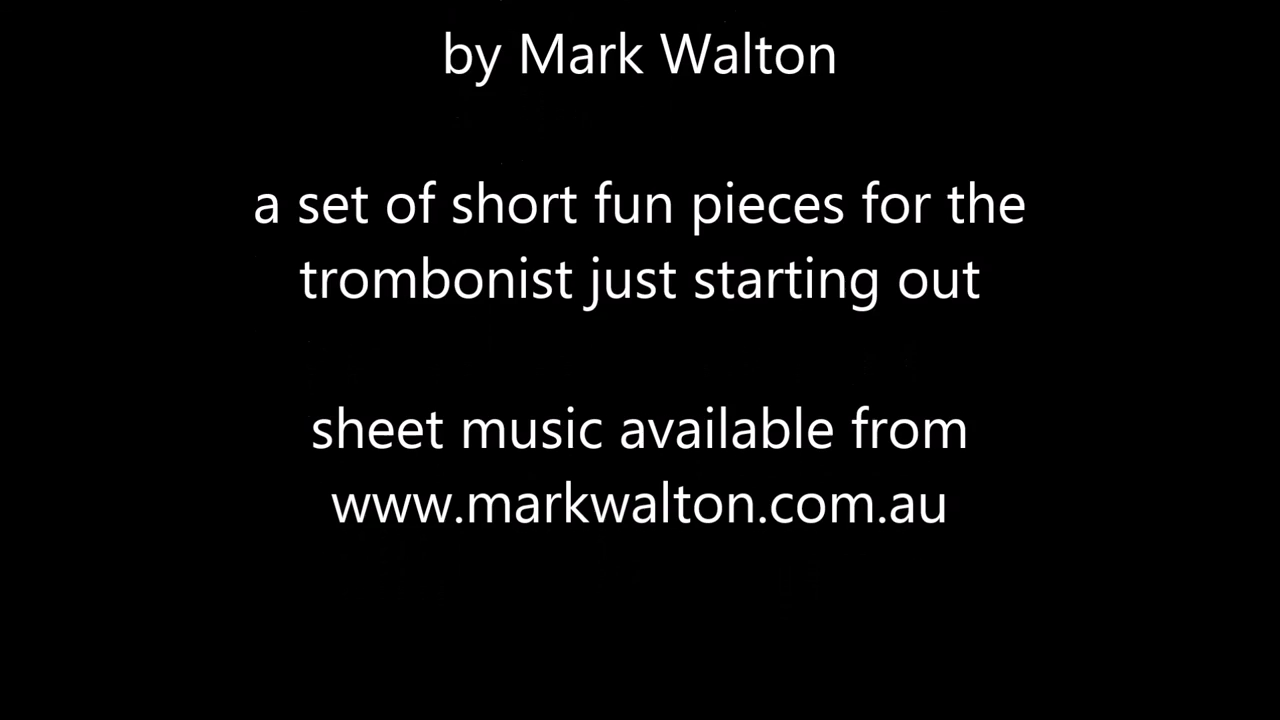 by Mark Walton
a set of short fun pieces for the
trombonist just starting out
sheet music available from
www.markwalton.com.au